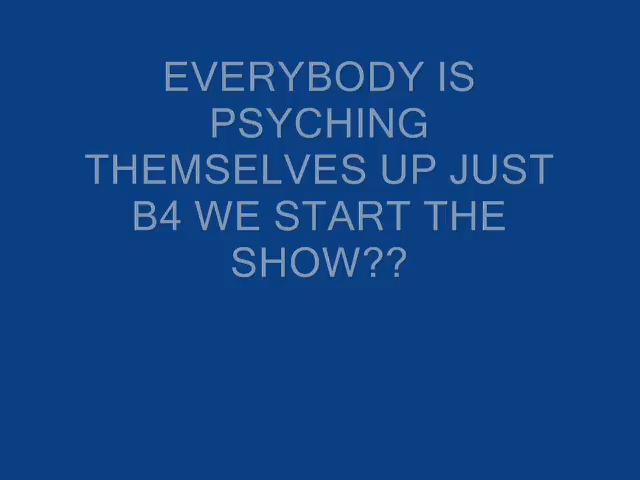 EVERYBODY IS
PSYCHING
THEMSELVES UP JUST
B4 WE START THE
SHOW??